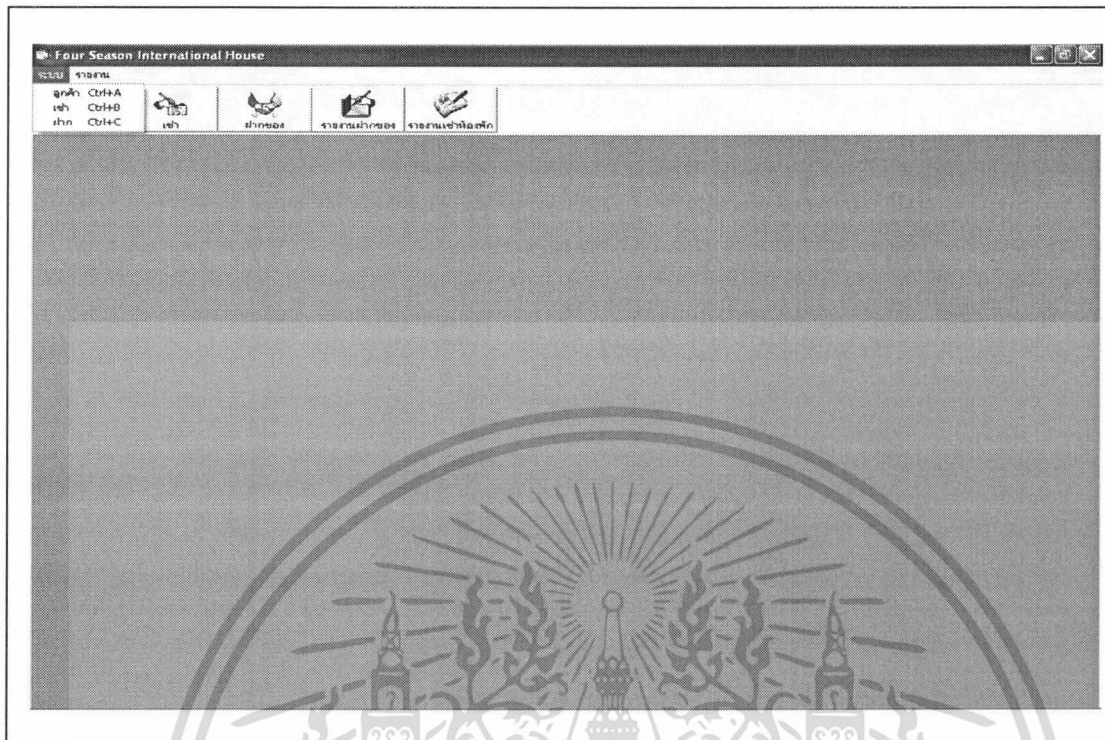 Four Season International House
ระบบ รายงาน
ลูกค้า Ctrl+A
เช่า Ctrl+B
ฝาก Ctrl+C
เช่า ฝากของ รายงานฝากของ รายงานเช่าห้องพัก